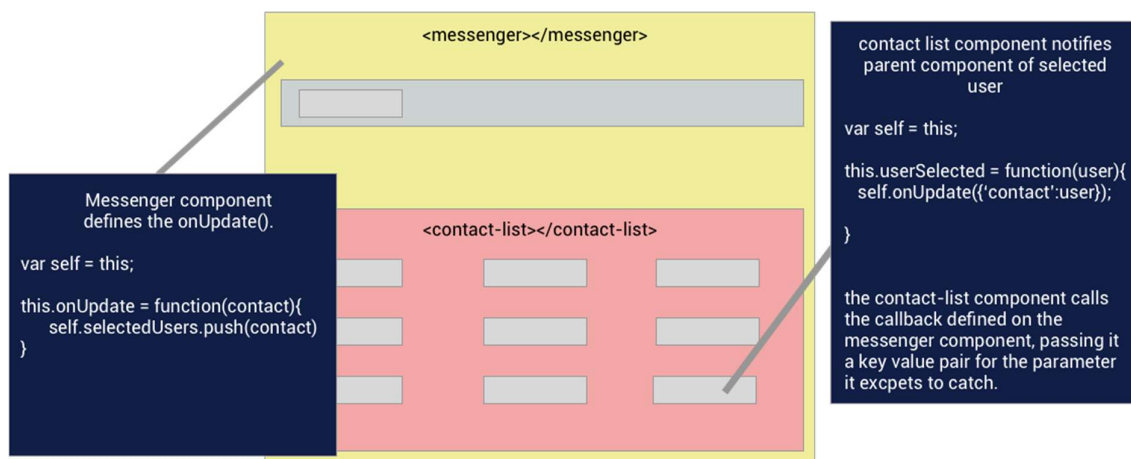 <messenger></messenger>
contact list component notifies
parent component of selected
user
var self = this;
this.userSelected = function(user){
self.onUpdate({‘contact’:user});
}
the contact-list component calls
the callback defined on the
messenger component, passing it
a key value pair for the parameter
it excpets to catch.
Messenger component
defines the onUpdate().
var self = this;
this.onUpdate = function(contact){
self.selectedUsers.push(contact)
}
<contact-list></contact-list>